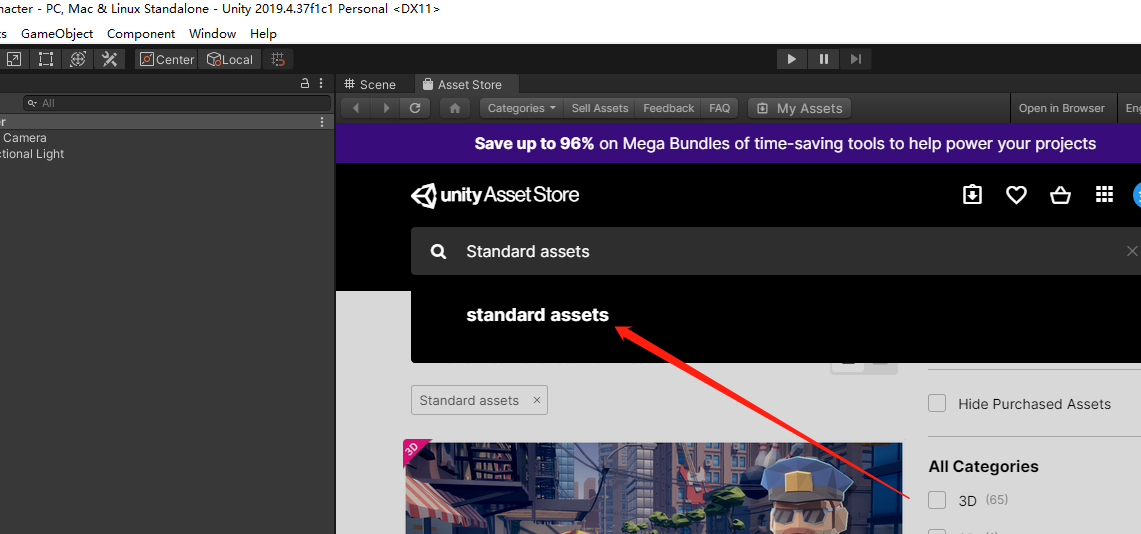 nacter - PC, Mac & Linux Standalone - Unity 2019.4.37f1c1 Personal <DX11>
ts GameObject Component Window Help
Center Local
Scene Asset Store
All
Categories Sell Assets Feedback FAQ My Assets Open in Browser Eng
er
Camera
ctional Light
Save up to 96% on Mega Bundles of time-saving tools to help power your projects
unity Asset Store
Standard assets
standard assets
Standard assets ×
Hide Purchased Assets
3D
All Categories
3D (65)